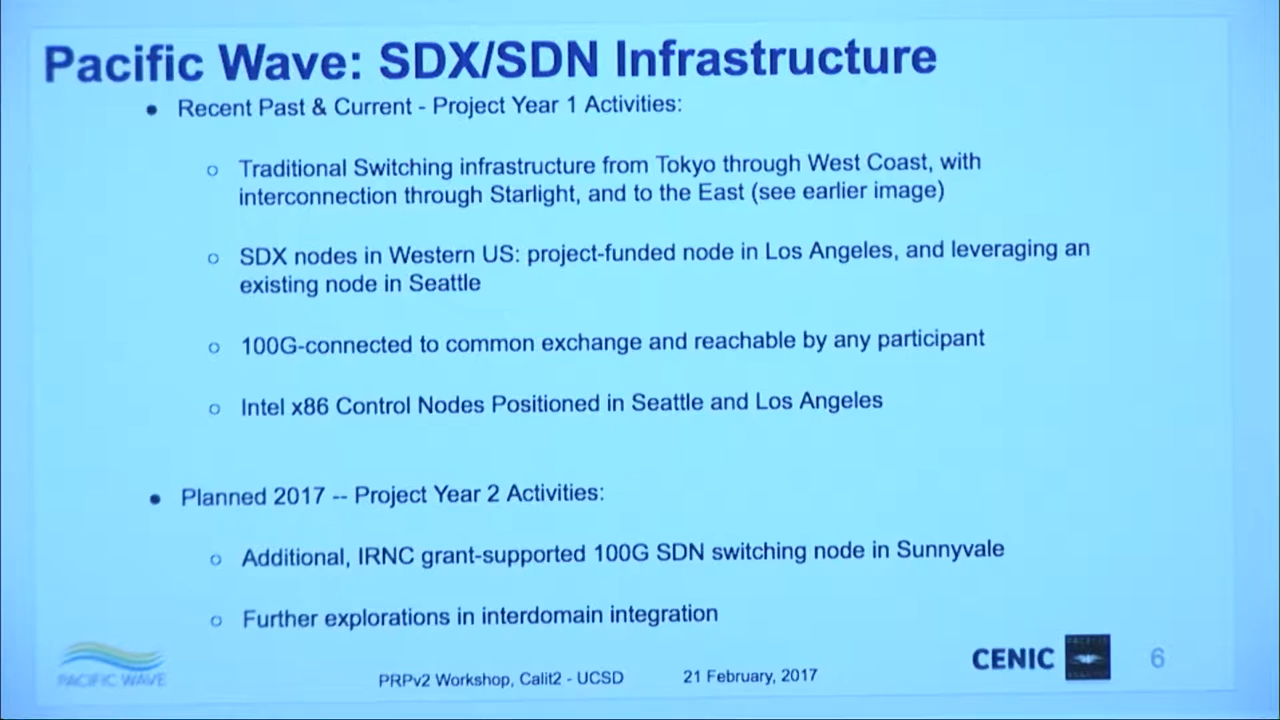 Pacific Wave: SDX/SDN Infrastructure
● Recent Past & Current - Project Year 1 Activities:
○ Traditional Switching infrastructure from Tokyo through West Coast, with
interconnection through Starlight, and to the East (see earlier image)
○ SDX nodes in Western US: project-funded node in Los Angeles, and leveraging an
existing node in Seattle
○ 100G-connected to common exchange and reachable by any participant
○ Intel x86 Control Nodes Positioned in Seattle and Los Angeles
● Planned 2017 -- Project Year 2 Activities:
○ Additional, IRNC grant-supported 100G SDN switching node in Sunnyvale
○ Further explorations in interdomain integration
PACIFIC WAVE
PRPv2 Workshop, Calit2 - UCSD 21 February, 2017
CENIC
6